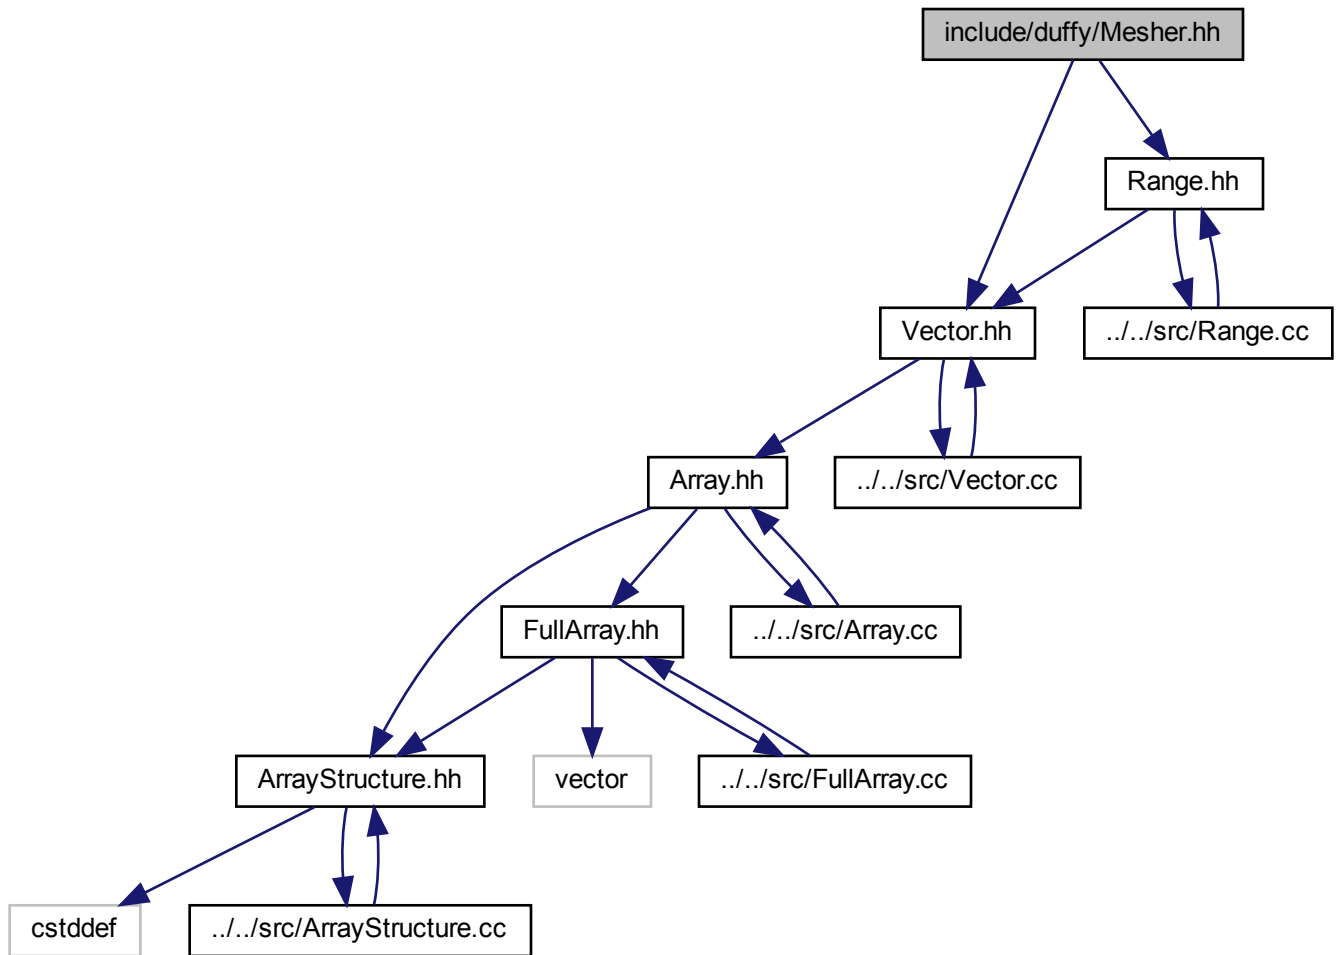 include/duffy/Mesher.hh
Range.hh
Vector.hh
../../src/Range.cc
Array.hh
../../src/Vector.cc
FullArray.hh
../../src/Array.cc
ArrayStructure.hh
vector
../../src/FullArray.cc
cstddef
../../src/ArrayStructure.cc